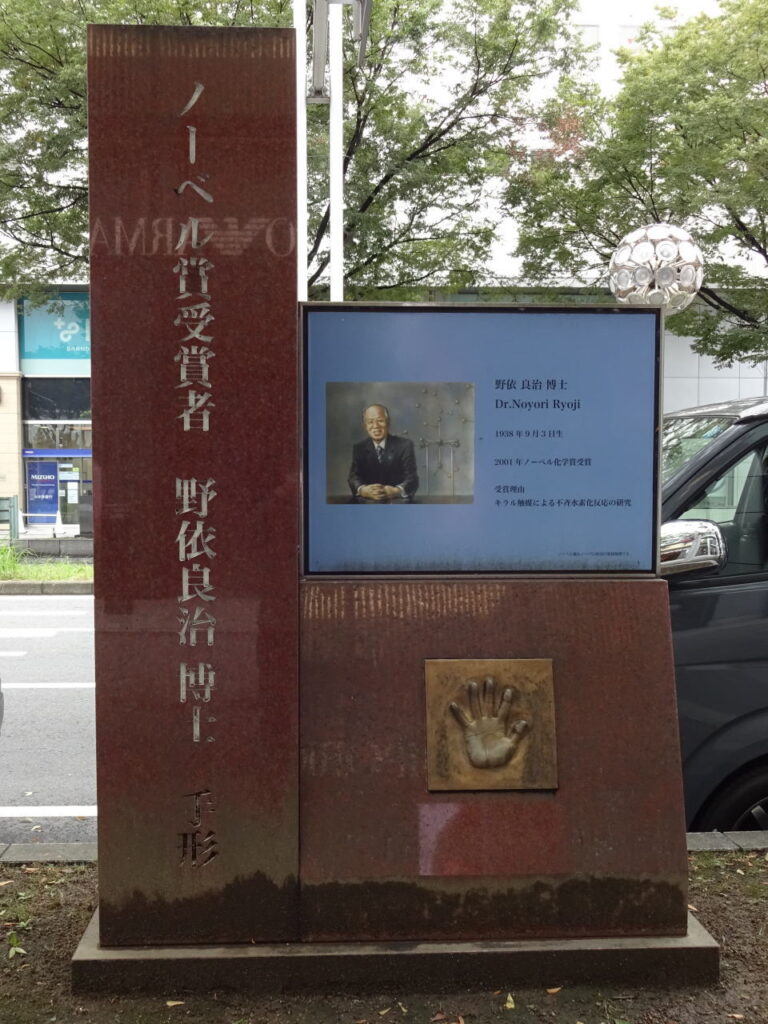 ノーベル賞受賞者 野依良治 博士 手形
野依 良治 博士
Dr.Noyori Ryoji
1938年9月3日生
2001年ノーベル化学賞受賞
受賞理由
キラル触媒による不斉水素化反応の研究
MIZUHO